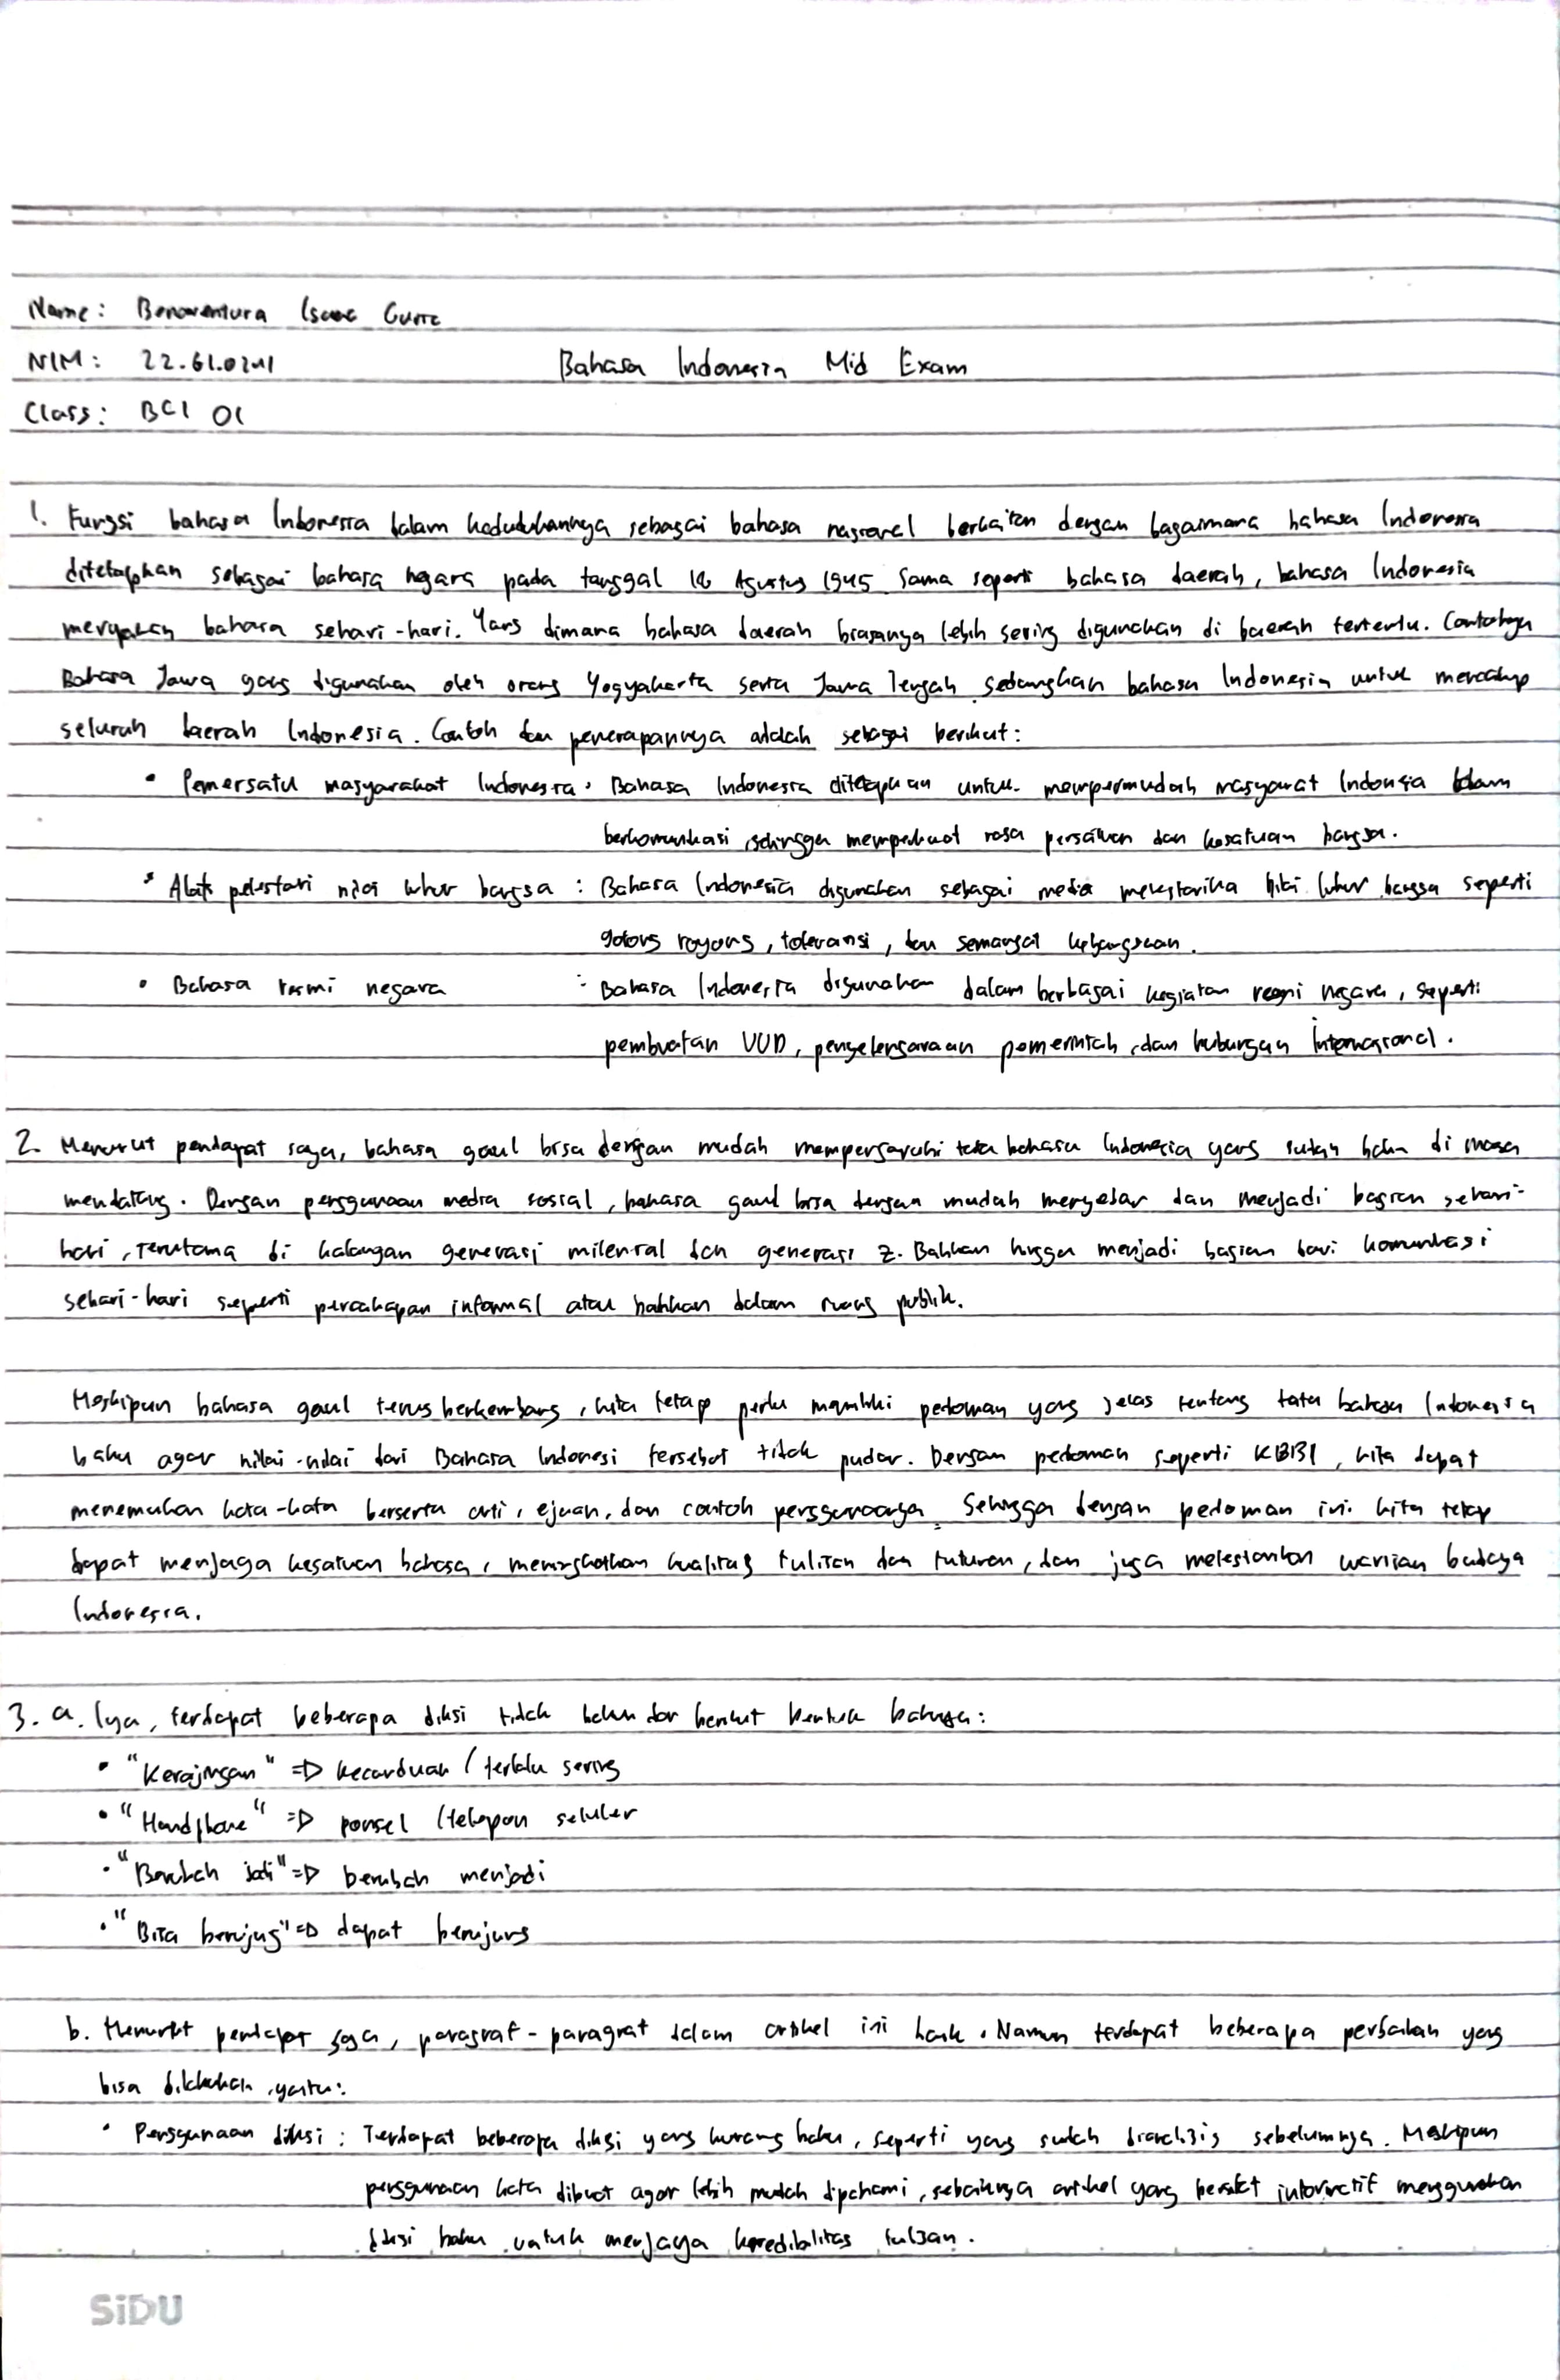 Name: Bonaventura Isaac
NIM: 22.61.0241
Bahasa Indonesia Mid Exam
Class: BCI 01
1. Fungsi bahasa Indonesia dalam kedudukannya sebagai bahasa nasional berkaitan dengan bagaimana bahasa Indonesia
ditetapkan sebagai bahasa negara pada tanggal 18 Agustus 1945. Sama seperti bahasa daerah, bahasa Indonesia
merupakan bahasa sehari-hari. Yang dimana bahasa daerah biasanya lebih sering digunakan di daerah tertentu. Contohnya
Bahasa Jawa yang digunakan oleh orang Yogyakarta serta Jawa Tengah sedangkan bahasa Indonesia untuk mencakup
seluruh daerah Indonesia. Contoh dan penerapannya adalah sebagai berikut:
• Pemersatu masyarakat Indonesia : Bahasa Indonesia ditetapkan untuk mempermudah masyarakat Indonesia dalam
berkomunikasi, sehingga memperkuat rasa persatuan dan kesatuan bangsa.
• Alat pelestari nilai luhur bangsa : Bahasa Indonesia digunakan sebagai media melestarika nilai luhur bangsa seperti
gotong royong, toleransi, dan semangat kebangsaan.
• Bahasa resmi negara : Bahasa Indonesia digunakan dalam berbagai kegiatan resmi negara, seperti
pembuatan UUD, penyelenggaraan pemerintah, dan hubungan Internasional.
2. Menurut pendapat saya, bahasa gaul bisa dengan mudah mempengaruhi tata bahasa Indonesia yang sudah baku di masa
mendatang. Dengan penggunaan media sosial, bahasa gaul bisa dengan mudah menyebar dan menjadi bagian sehari-
hari, terutama di kalangan generasi milenial dan generasi Z. Bahkan hingga menjadi bagian dari komunikasi
sehari-hari seperti percakapan informal atau bahkan dalam ruang publik.
Meskipun bahasa gaul terus berkembang, kita tetap perlu memiliki pedoman yang jelas tentang tata bahasa Indonesia
baku agar nilai-nilai dari Bahasa Indonesi tersebut tidak pudar. Dengan pedoman seperti KBBI, kita dapat
menemukan kata-kata berserta arti, ejaan, dan contoh penggunaannya. Sehingga dengan pedoman ini kita tetap
dapat menjaga kesatuan bahasa, meningkatkan kualitas tulisan dan tuturan, dan juga melestarikan warisan budaya
Indonesia.
3. a. Iya, terdapat beberapa diksi tidak baku dan berikut bentuk bakunya:
• "Kerajingan" => kecanduan / terlalu sering
• "Handphone" => ponsel / telepon seluler
• "Berubah jadi" => berubah menjadi
• "Bisa berujung" => dapat berujung
b. Menurut pendapat saya, paragraf-paragraf dalam artikel ini baik. Namun terdapat beberapa perbaikan yang
bisa dilakukan, yaitu:
• Penggunaan diksi : Terdapat beberapa diksi yang kurang baku, seperti yang sudah dianalisis sebelumnya. Meskipun
penggunaan kata dibuat agar lebih mudah dipahami, sebaiknya artikel yang bersifat informatif menggunakan
diksi baku untuk menjaga kredibilitas tulisan.
SiDU